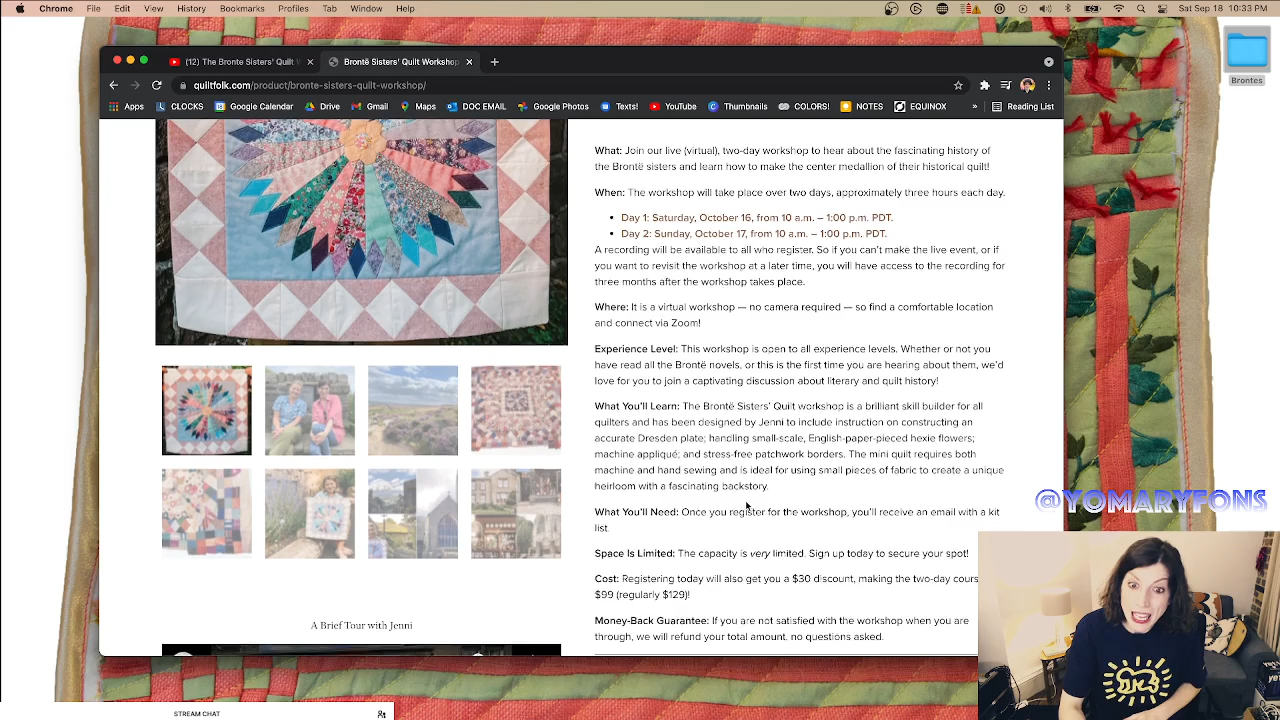 Chrome File Edit View History Bookmarks Profiles Tab Window Help
Sat Sep 18 10:33 PM
Brontes
(12) The Bronte Sisters' Quilt W
Brontë Sisters' Quilt Workshop
quiltfolk.com/product/bronte-sisters-quilt-workshop/
Apps CLOCKS Google Calendar Drive Gmail Maps DOC EMAIL Google Photos Texts! YouTube Thumbnails COLORS! NOTES EQUINOX » Reading List
What: Join our live (virtual), two-day workshop to hear about the fascinating history of
the Brontë sisters and learn how to make the center medallion of their historical quilt!
When: The workshop will take place over two days, approximately three hours each day.
• Day 1: Saturday, October 16, from 10 a.m. – 1:00 p.m. PDT.
• Day 2: Sunday, October 17, from 10 a.m. – 1:00 p.m. PDT.
A recording will be available to all who register. So if you can't make the live event, or if
you want to revisit the workshop at a later time, you will have access to the recording for
three months after the workshop takes place.
Where: It is a virtual workshop — no camera required — so find a comfortable location
and connect via Zoom!
Experience Level: This workshop is open to all experience levels. Whether or not you
have read all the Brontë novels, or this is the first time you are hearing about them, we'd
love for you to join a captivating discussion about literary and quilt history!
What You'll Learn: The Brontë Sisters' Quilt workshop is a brilliant skill builder for all
quilters and has been designed by Jenni to include instruction on constructing an
accurate Dresden plate; handling small-scale, English-paper-pieced hexie flowers;
machine appliqué; and stress-free patchwork borders. The mini quilt requires both
machine and hand sewing and is ideal for using small pieces of fabric to create a unique
heirloom with a fascinating backstory.
What You'll Need: Once you register for the workshop, you'll receive an email with a kit
list.
Space Is Limited: The capacity is very limited. Sign up today to secure your spot!
Cost: Registering today will also get you a $30 discount, making the two-day cours
$99 (regularly $129)!
Money-Back Guarantee: If you are not satisfied with the workshop when you are
through, we will refund your total amount, no questions asked.
A Brief Tour with Jenni
@YOMARYFONS
STREAM CHAT